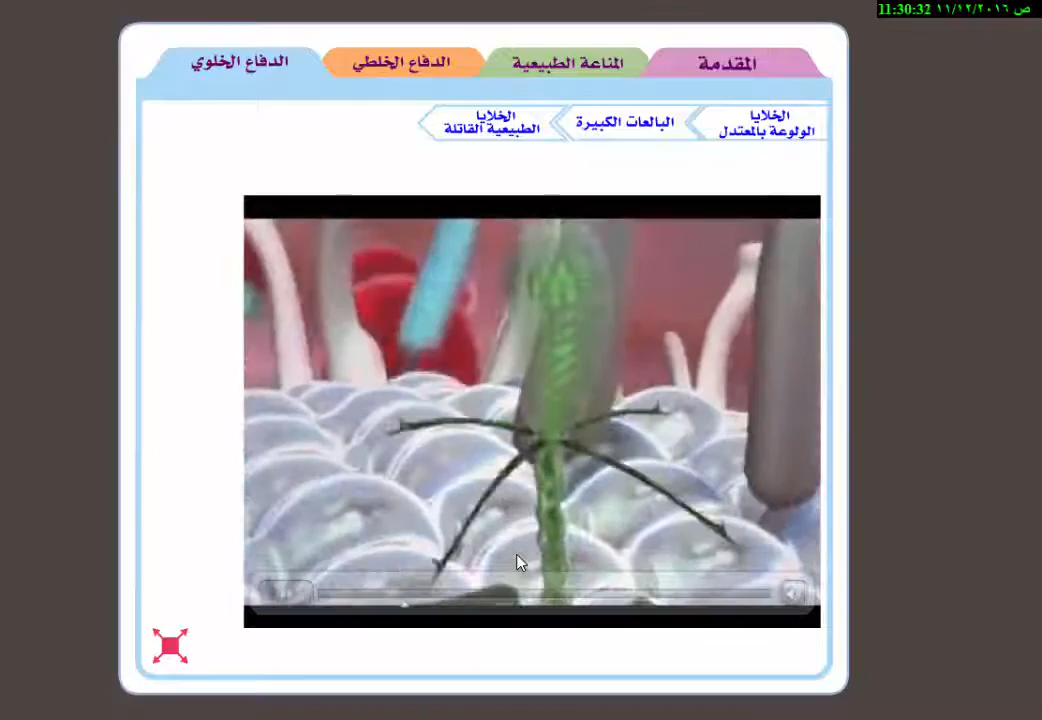 11:30:32 ١١/١٢/٢٠١٦ ص
المقدمة
المناعة الطبيعية
الدفاع الخلطي
الدفاع الخلوي
الخلايا
الولوعة بالمعتدل
البالعات الكبيرة
الخلايا
الطبيعية القاتلة